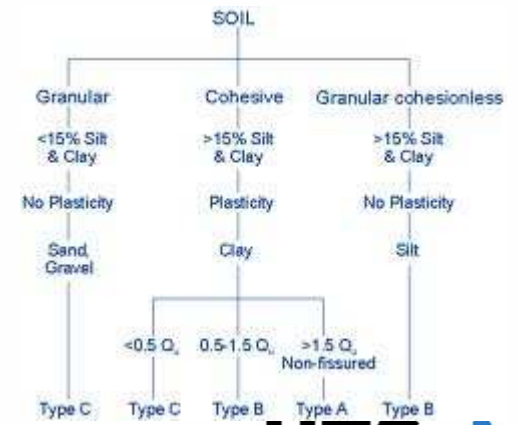 SOIL
Granular Cohesive Granular cohesionless
<15% Silt & Clay >15% Silt & Clay >15% Silt & Clay
No Plasticity Plasticity No Plasticity
Sand, Gravel Clay Silt
<0.5 Qu 0.5-1.5 Qu >1.5 Qu Non-fissured
Type C Type C Type B Type A Type B